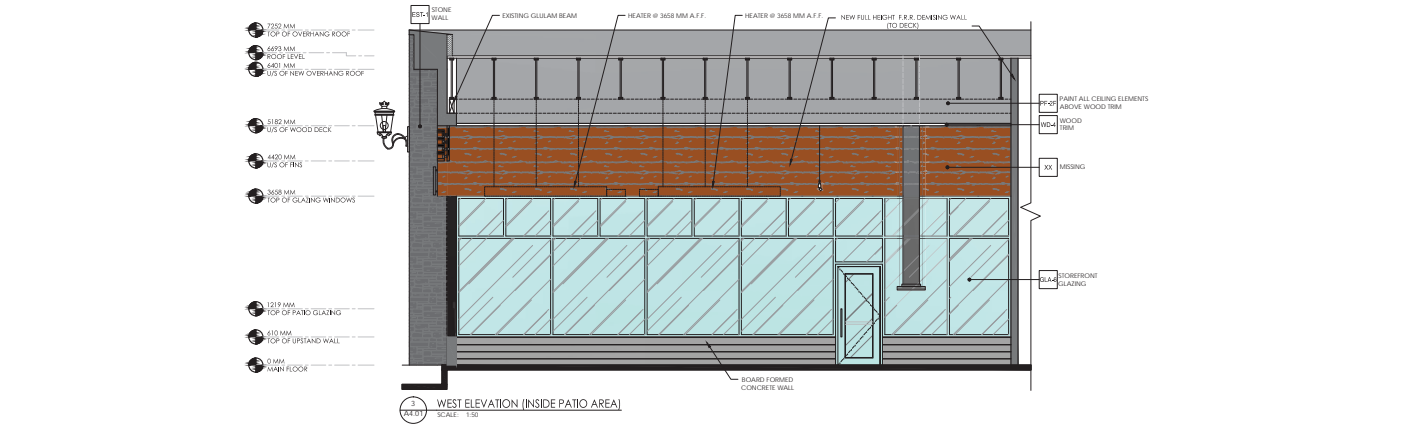 EST-1
STONE
WALL
EXISTING GLULAM BEAM
HEATER @ 3658 MM A.F.F.
HEATER @ 3658 MM A.F.F.
NEW FULL HEIGHT F.R.R. DEMISING WALL
(TO DECK)
7252 MM
TOP OF OVERHANG ROOF
6693 MM
ROOF LEVEL
6401 MM
U/S OF NEW OVERHANG ROOF
5182 MM
U/S OF WOOD DECK
4420 MM
U/S OF FINS
3658 MM
TOP OF GLAZING WINDOWS
1219 MM
TOP OF PATIO GLAZING
610 MM
TOP OF UPSTAND WALL
0 MM
MAIN FLOOR
PF-2F
PAINT ALL CEILING ELEMENTS
ABOVE WOOD TRIM
WD-4
WOOD
TRIM
XX
MISSING
STOREFRONT
GLAZING
BOARD FORMED
CONCRETE WALL
3
A4.01
WEST ELEVATION (INSIDE PATIO AREA)
SCALE: 1:50